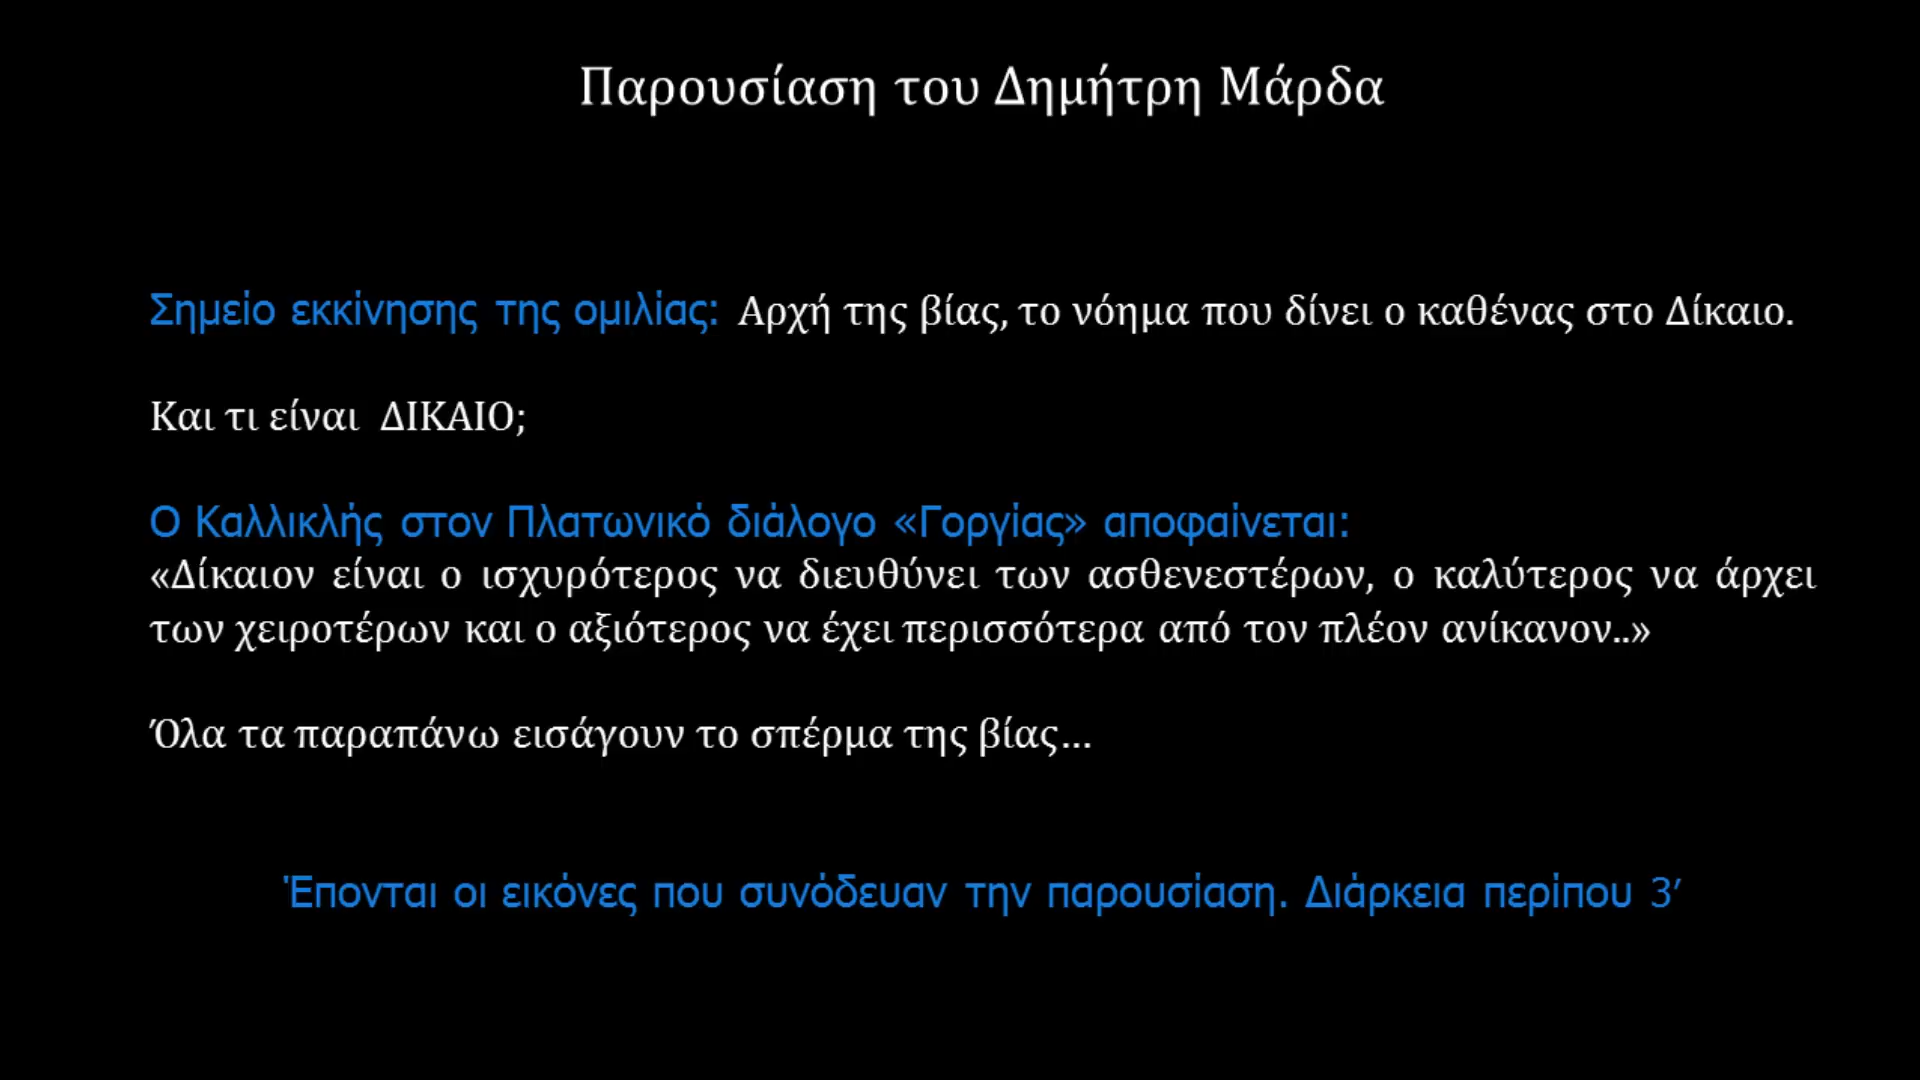 Παρουσίαση του Δημήτρη Μάρδα
Σημείο εκκίνησης της ομιλίας: Αρχή της βίας, το νόημα που δίνει ο καθένας στο Δίκαιο.
Και τι είναι ΔΙΚΑΙΟ;
Ο Καλλικλής στον Πλατωνικό διάλογο «Γοργίας» αποφαίνεται:
«Δίκαιον είναι ο ισχυρότερος να διευθύνει των ασθενεστέρων, ο καλύτερος να άρχει
των χειροτέρων και ο αξιότερος να έχει περισσότερα από τον πλέον ανίκανον..»
Όλα τα παραπάνω εισάγουν το σπέρμα της βίας...
Έπονται οι εικόνες που συνόδευαν την παρουσίαση. Διάρκεια περίπου 3′